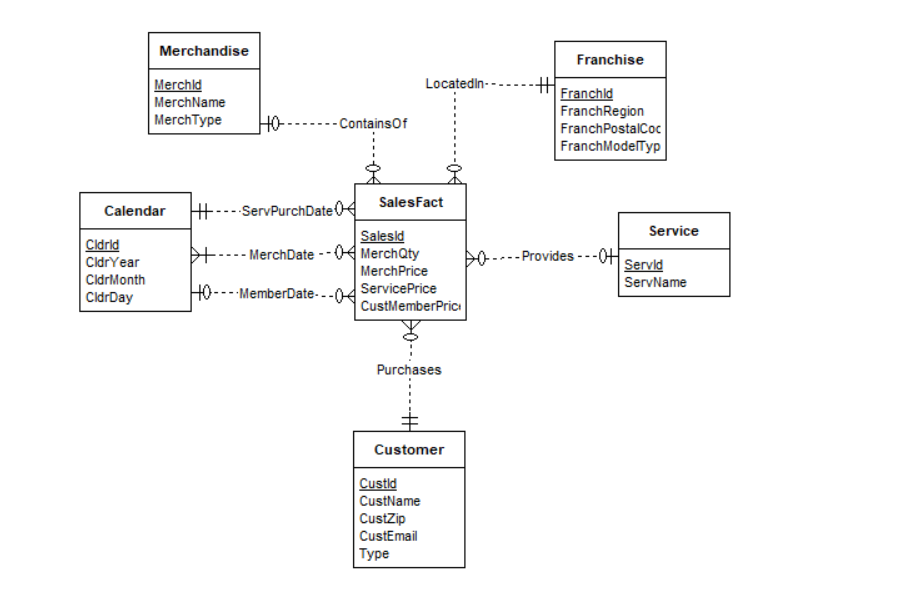 Merchandise
MerchId
MerchName
MerchType
Franchise
FranchId
FranchRegion
FranchPostalCoc
FranchModelTyp
LocatedIn
ContainsOf
Calendar
CldrId
CldrYear
CldrMonth
CldrDay
ServPurchDate
MerchDate
MemberDate
SalesFact
SalesId
MerchQty
MerchPrice
ServicePrice
CustMemberPric
Provides
Service
ServId
ServName
Purchases
Customer
CustId
CustName
CustZip
CustEmail
Type